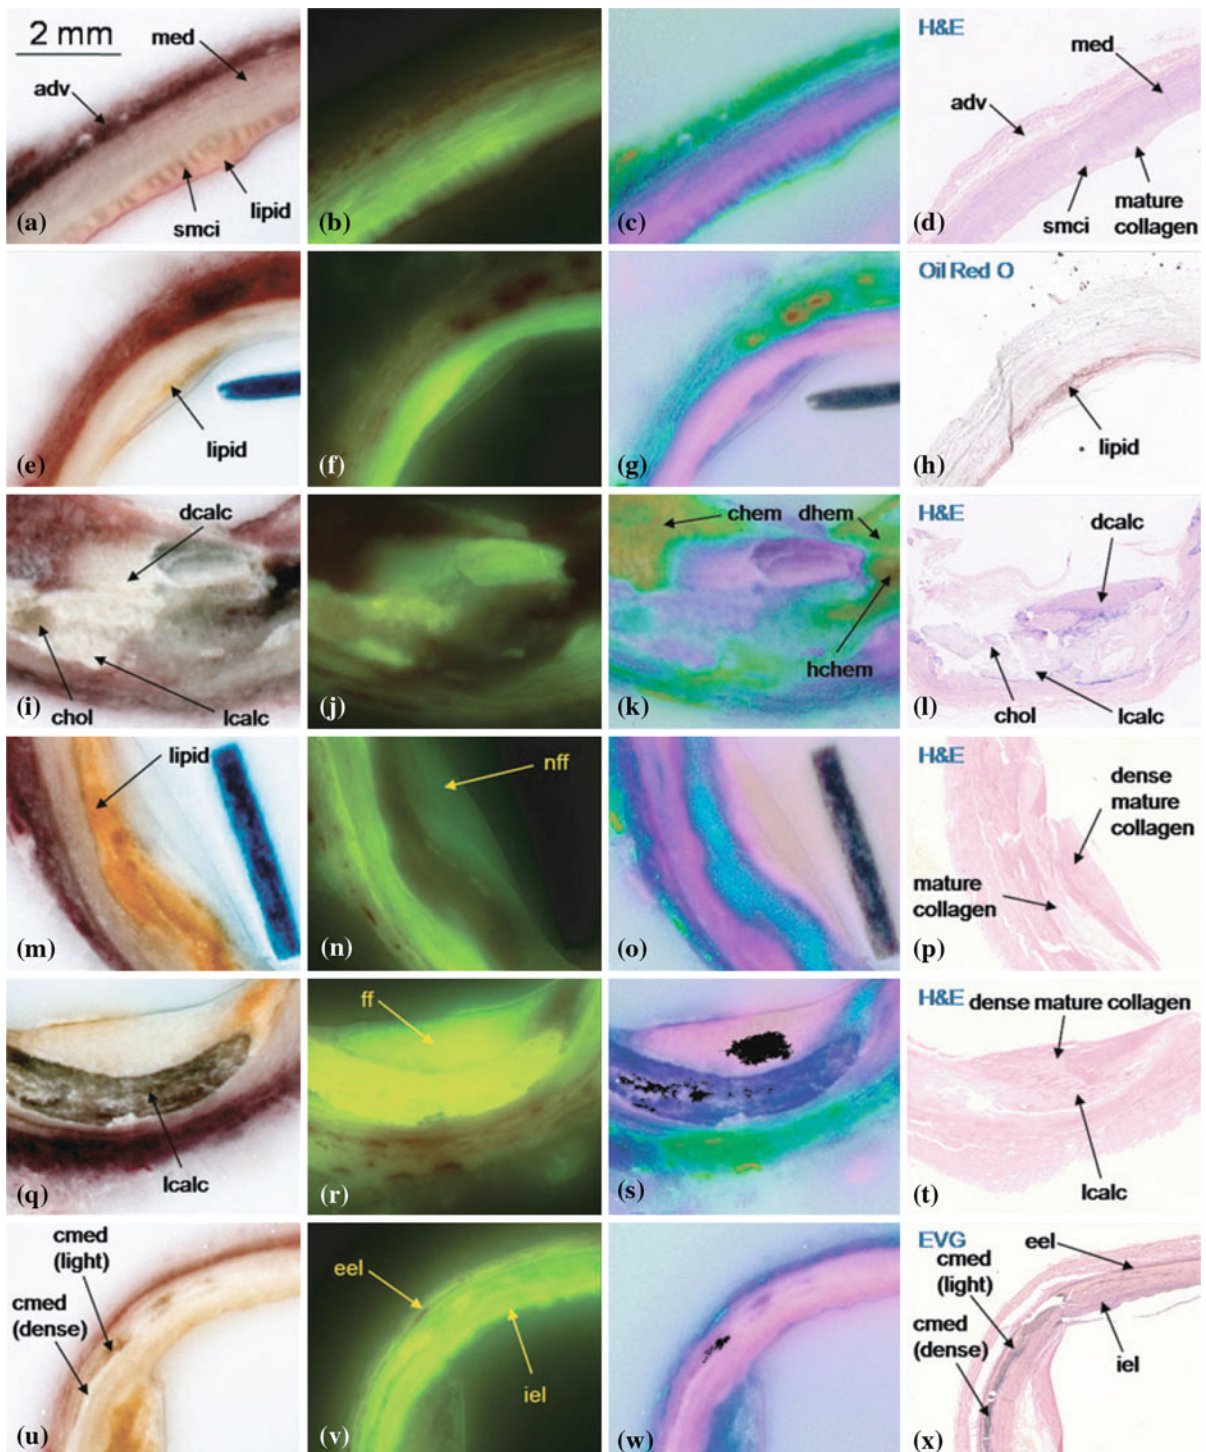 2 mm
med
adv
smci
lipid
(a)
(b)
(c)
H&E
med
adv
smci
mature
collagen
(d)
lipid
(e)
(f)
(g)
Oil Red O
lipid
(h)
dcalc
chol
lcalc
(i)
(j)
chem
dhem
hchem
(k)
H&E
dcalc
chol
lcalc
(l)
lipid
(m)
nff
(n)
(o)
H&E
dense
mature
collagen
mature
collagen
(p)
lcalc
(q)
ff
(r)
(s)
H&E
dense mature collagen
lcalc
(t)
cmed
(light)
cmed
(dense)
(u)
eel
iel
(v)
(w)
EVG
eel
cmed
(light)
cmed
(dense)
iel
(x)